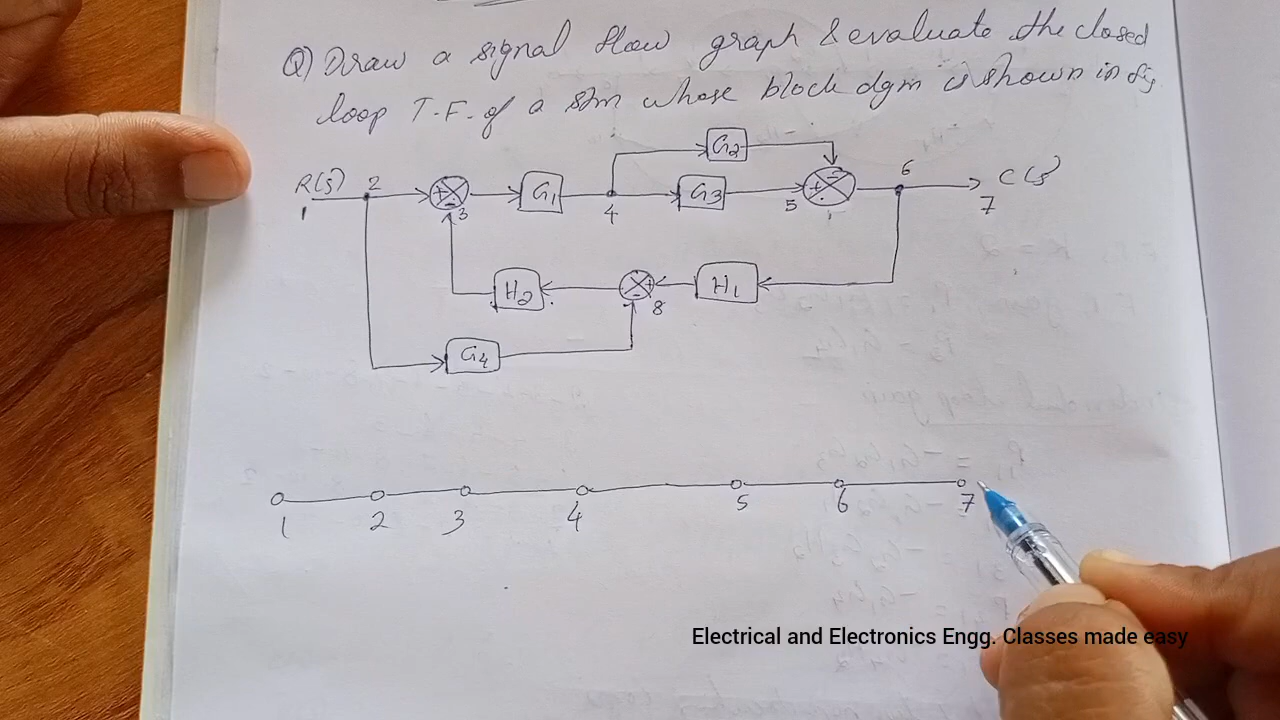 Q) Draw a signal flow graph & evaluate the closed
loop T.F. of a s/m whose block dgm is shown in fig
G2
R(s) 2 + - 3 G1 4 G3 5 + - 6 C(s)
1 7
H2 + - 8 H1
G4
1 2 3 4 5 6 7
Electrical and Electronics Engg. Classes made easy